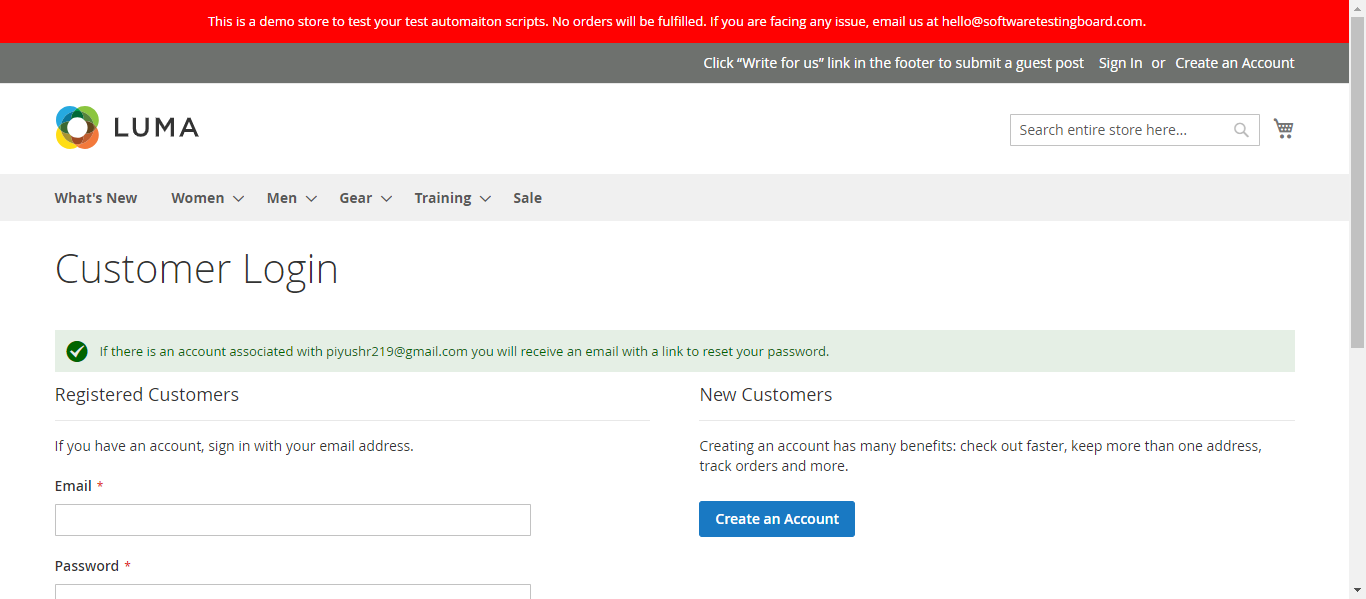 This is a demo store to test your test automaiton scripts. No orders will be fulfilled. If you are facing any issue, email us at hello@softwaretestingboard.com.
Click “Write for us” link in the footer to submit a guest post Sign In or Create an Account
LUMA
Search entire store here...
What's New Women Men Gear Training Sale
Customer Login
If there is an account associated with piyushr219@gmail.com you will receive an email with a link to reset your password.
Registered Customers
If you have an account, sign in with your email address.
Email *
Password *
New Customers
Creating an account has many benefits: check out faster, keep more than one address,
track orders and more.
Create an Account